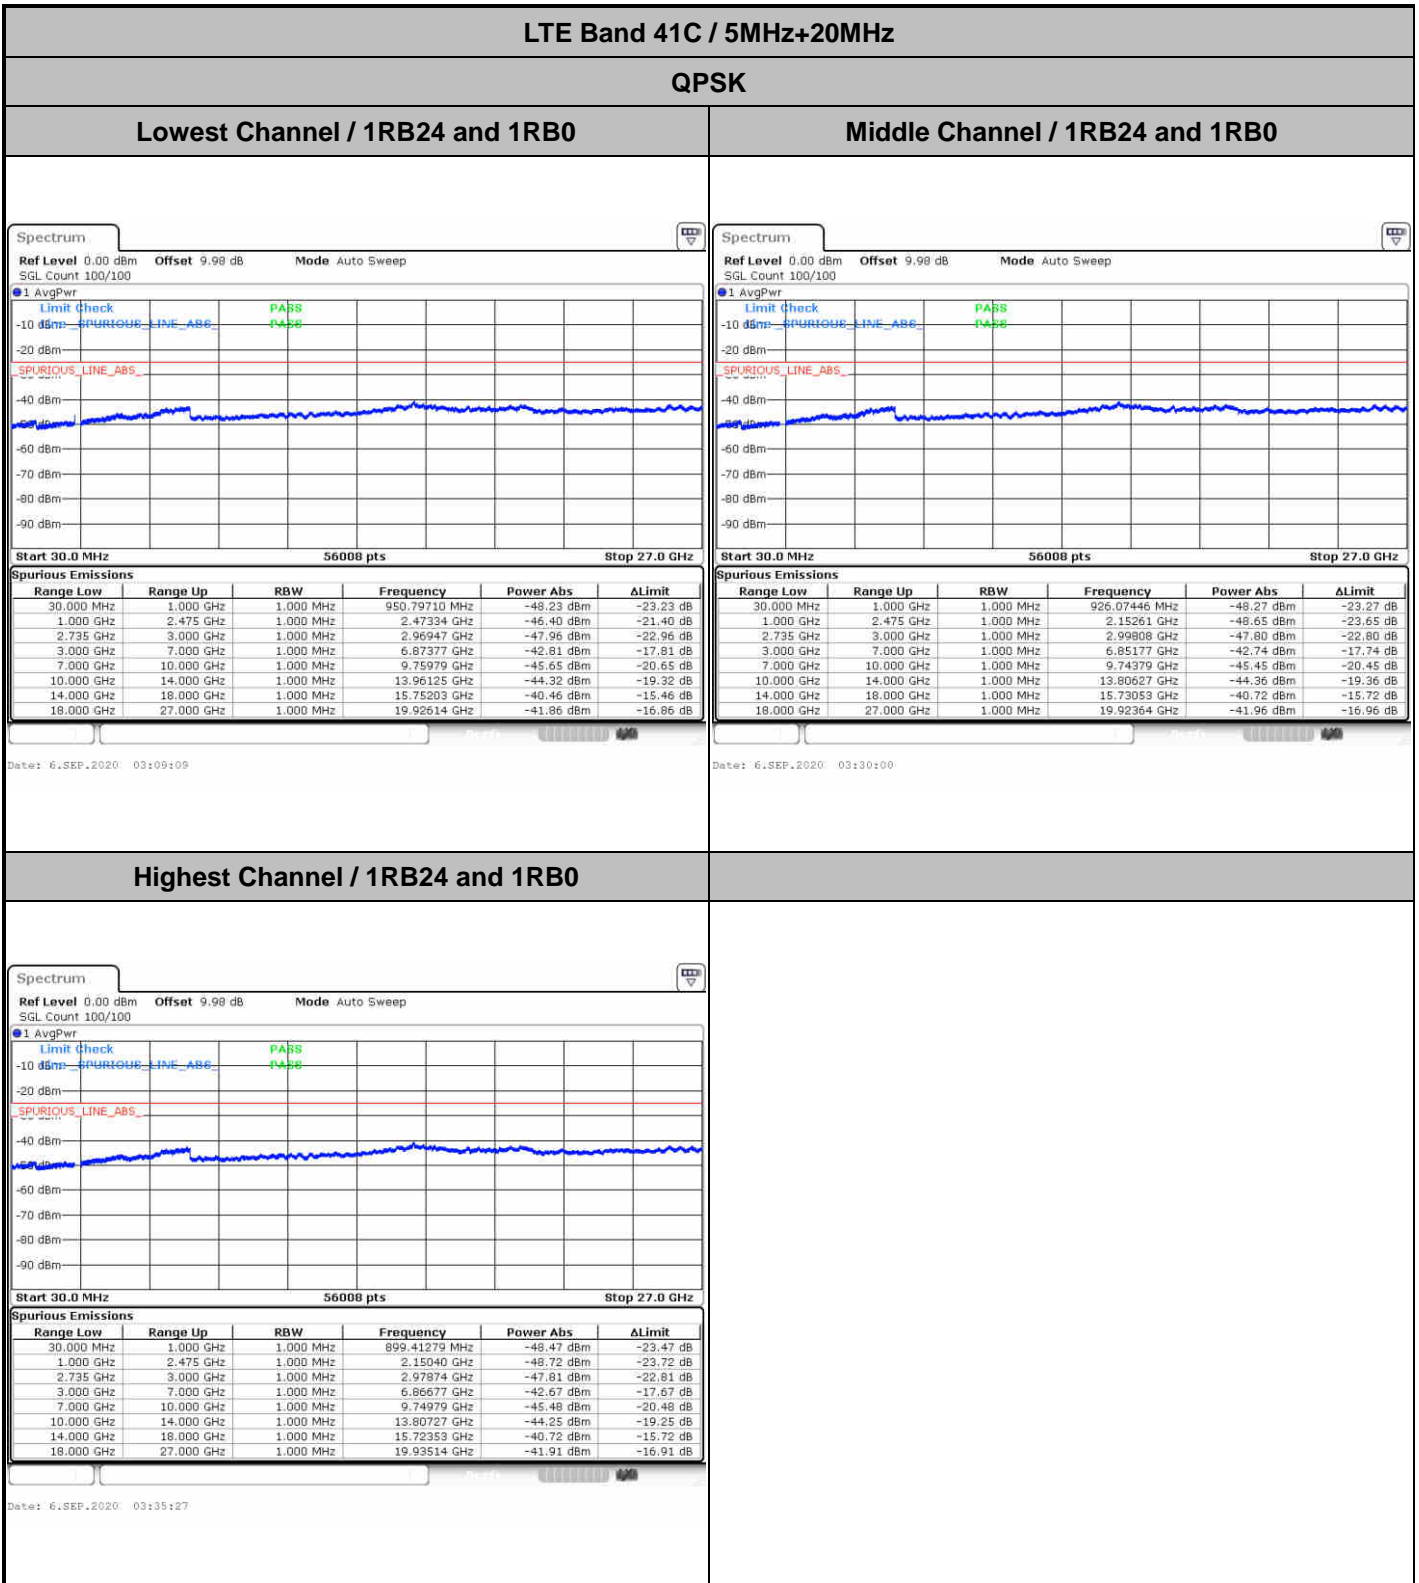 LTE Band 41C / 5MHz+20MHz
QPSK
Lowest Channel / 1RB24 and 1RB0
Middle Channel / 1RB24 and 1RB0
Spectrum
Ref Level 0.00 dBm Offset 9.98 dB Mode Auto Sweep
SGL Count 100/100
1 AvgPwr
Limit Check PASS
-10 dBm Line _SPURIOUS_LINE_ABS_ PASS
-20 dBm
_SPURIOUS_LINE_ABS_
-40 dBm
-60 dBm
-70 dBm
-80 dBm
-90 dBm
Start 30.0 MHz 56008 pts Stop 27.0 GHz
Spurious Emissions
Range Low Range Up RBW Frequency Power Abs ΔLimit
30.000 MHz 1.000 GHz 1.000 MHz 950.79710 MHz -48.23 dBm -23.23 dB
1.000 GHz 2.475 GHz 1.000 MHz 2.47334 GHz -46.40 dBm -21.40 dB
2.735 GHz 3.000 GHz 1.000 MHz 2.96947 GHz -47.96 dBm -22.96 dB
3.000 GHz 7.000 GHz 1.000 MHz 6.87377 GHz -42.81 dBm -17.81 dB
7.000 GHz 10.000 GHz 1.000 MHz 9.75979 GHz -45.65 dBm -20.65 dB
10.000 GHz 14.000 GHz 1.000 MHz 13.96125 GHz -44.32 dBm -19.32 dB
14.000 GHz 18.000 GHz 1.000 MHz 15.75203 GHz -40.46 dBm -15.46 dB
18.000 GHz 27.000 GHz 1.000 MHz 19.92614 GHz -41.86 dBm -16.86 dB
Date: 6.SEP.2020 03:09:09
Spectrum
Ref Level 0.00 dBm Offset 9.98 dB Mode Auto Sweep
SGL Count 100/100
1 AvgPwr
Limit Check PASS
-10 dBm Line _SPURIOUS_LINE_ABS_ PASS
-20 dBm
_SPURIOUS_LINE_ABS_
-40 dBm
-60 dBm
-70 dBm
-80 dBm
-90 dBm
Start 30.0 MHz 56008 pts Stop 27.0 GHz
Spurious Emissions
Range Low Range Up RBW Frequency Power Abs ΔLimit
30.000 MHz 1.000 GHz 1.000 MHz 926.07446 MHz -48.27 dBm -23.27 dB
1.000 GHz 2.475 GHz 1.000 MHz 2.15261 GHz -48.65 dBm -23.65 dB
2.735 GHz 3.000 GHz 1.000 MHz 2.99808 GHz -47.80 dBm -22.80 dB
3.000 GHz 7.000 GHz 1.000 MHz 6.85177 GHz -42.74 dBm -17.74 dB
7.000 GHz 10.000 GHz 1.000 MHz 9.74379 GHz -45.45 dBm -20.45 dB
10.000 GHz 14.000 GHz 1.000 MHz 13.80627 GHz -44.36 dBm -19.36 dB
14.000 GHz 18.000 GHz 1.000 MHz 15.73053 GHz -40.72 dBm -15.72 dB
18.000 GHz 27.000 GHz 1.000 MHz 19.92364 GHz -41.96 dBm -16.96 dB
Date: 6.SEP.2020 03:30:00
Highest Channel / 1RB24 and 1RB0
Spectrum
Ref Level 0.00 dBm Offset 9.98 dB Mode Auto Sweep
SGL Count 100/100
1 AvgPwr
Limit Check PASS
-10 dBm Line _SPURIOUS_LINE_ABS_ PASS
-20 dBm
_SPURIOUS_LINE_ABS_
-40 dBm
-60 dBm
-70 dBm
-80 dBm
-90 dBm
Start 30.0 MHz 56008 pts Stop 27.0 GHz
Spurious Emissions
Range Low Range Up RBW Frequency Power Abs ΔLimit
30.000 MHz 1.000 GHz 1.000 MHz 899.41279 MHz -48.47 dBm -23.47 dB
1.000 GHz 2.475 GHz 1.000 MHz 2.15040 GHz -48.72 dBm -23.72 dB
2.735 GHz 3.000 GHz 1.000 MHz 2.97874 GHz -47.81 dBm -22.81 dB
3.000 GHz 7.000 GHz 1.000 MHz 6.86677 GHz -42.67 dBm -17.67 dB
7.000 GHz 10.000 GHz 1.000 MHz 9.74979 GHz -45.48 dBm -20.48 dB
10.000 GHz 14.000 GHz 1.000 MHz 13.80727 GHz -44.25 dBm -19.25 dB
14.000 GHz 18.000 GHz 1.000 MHz 15.72353 GHz -40.72 dBm -15.72 dB
18.000 GHz 27.000 GHz 1.000 MHz 19.93514 GHz -41.91 dBm -16.91 dB
Date: 6.SEP.2020 03:35:27